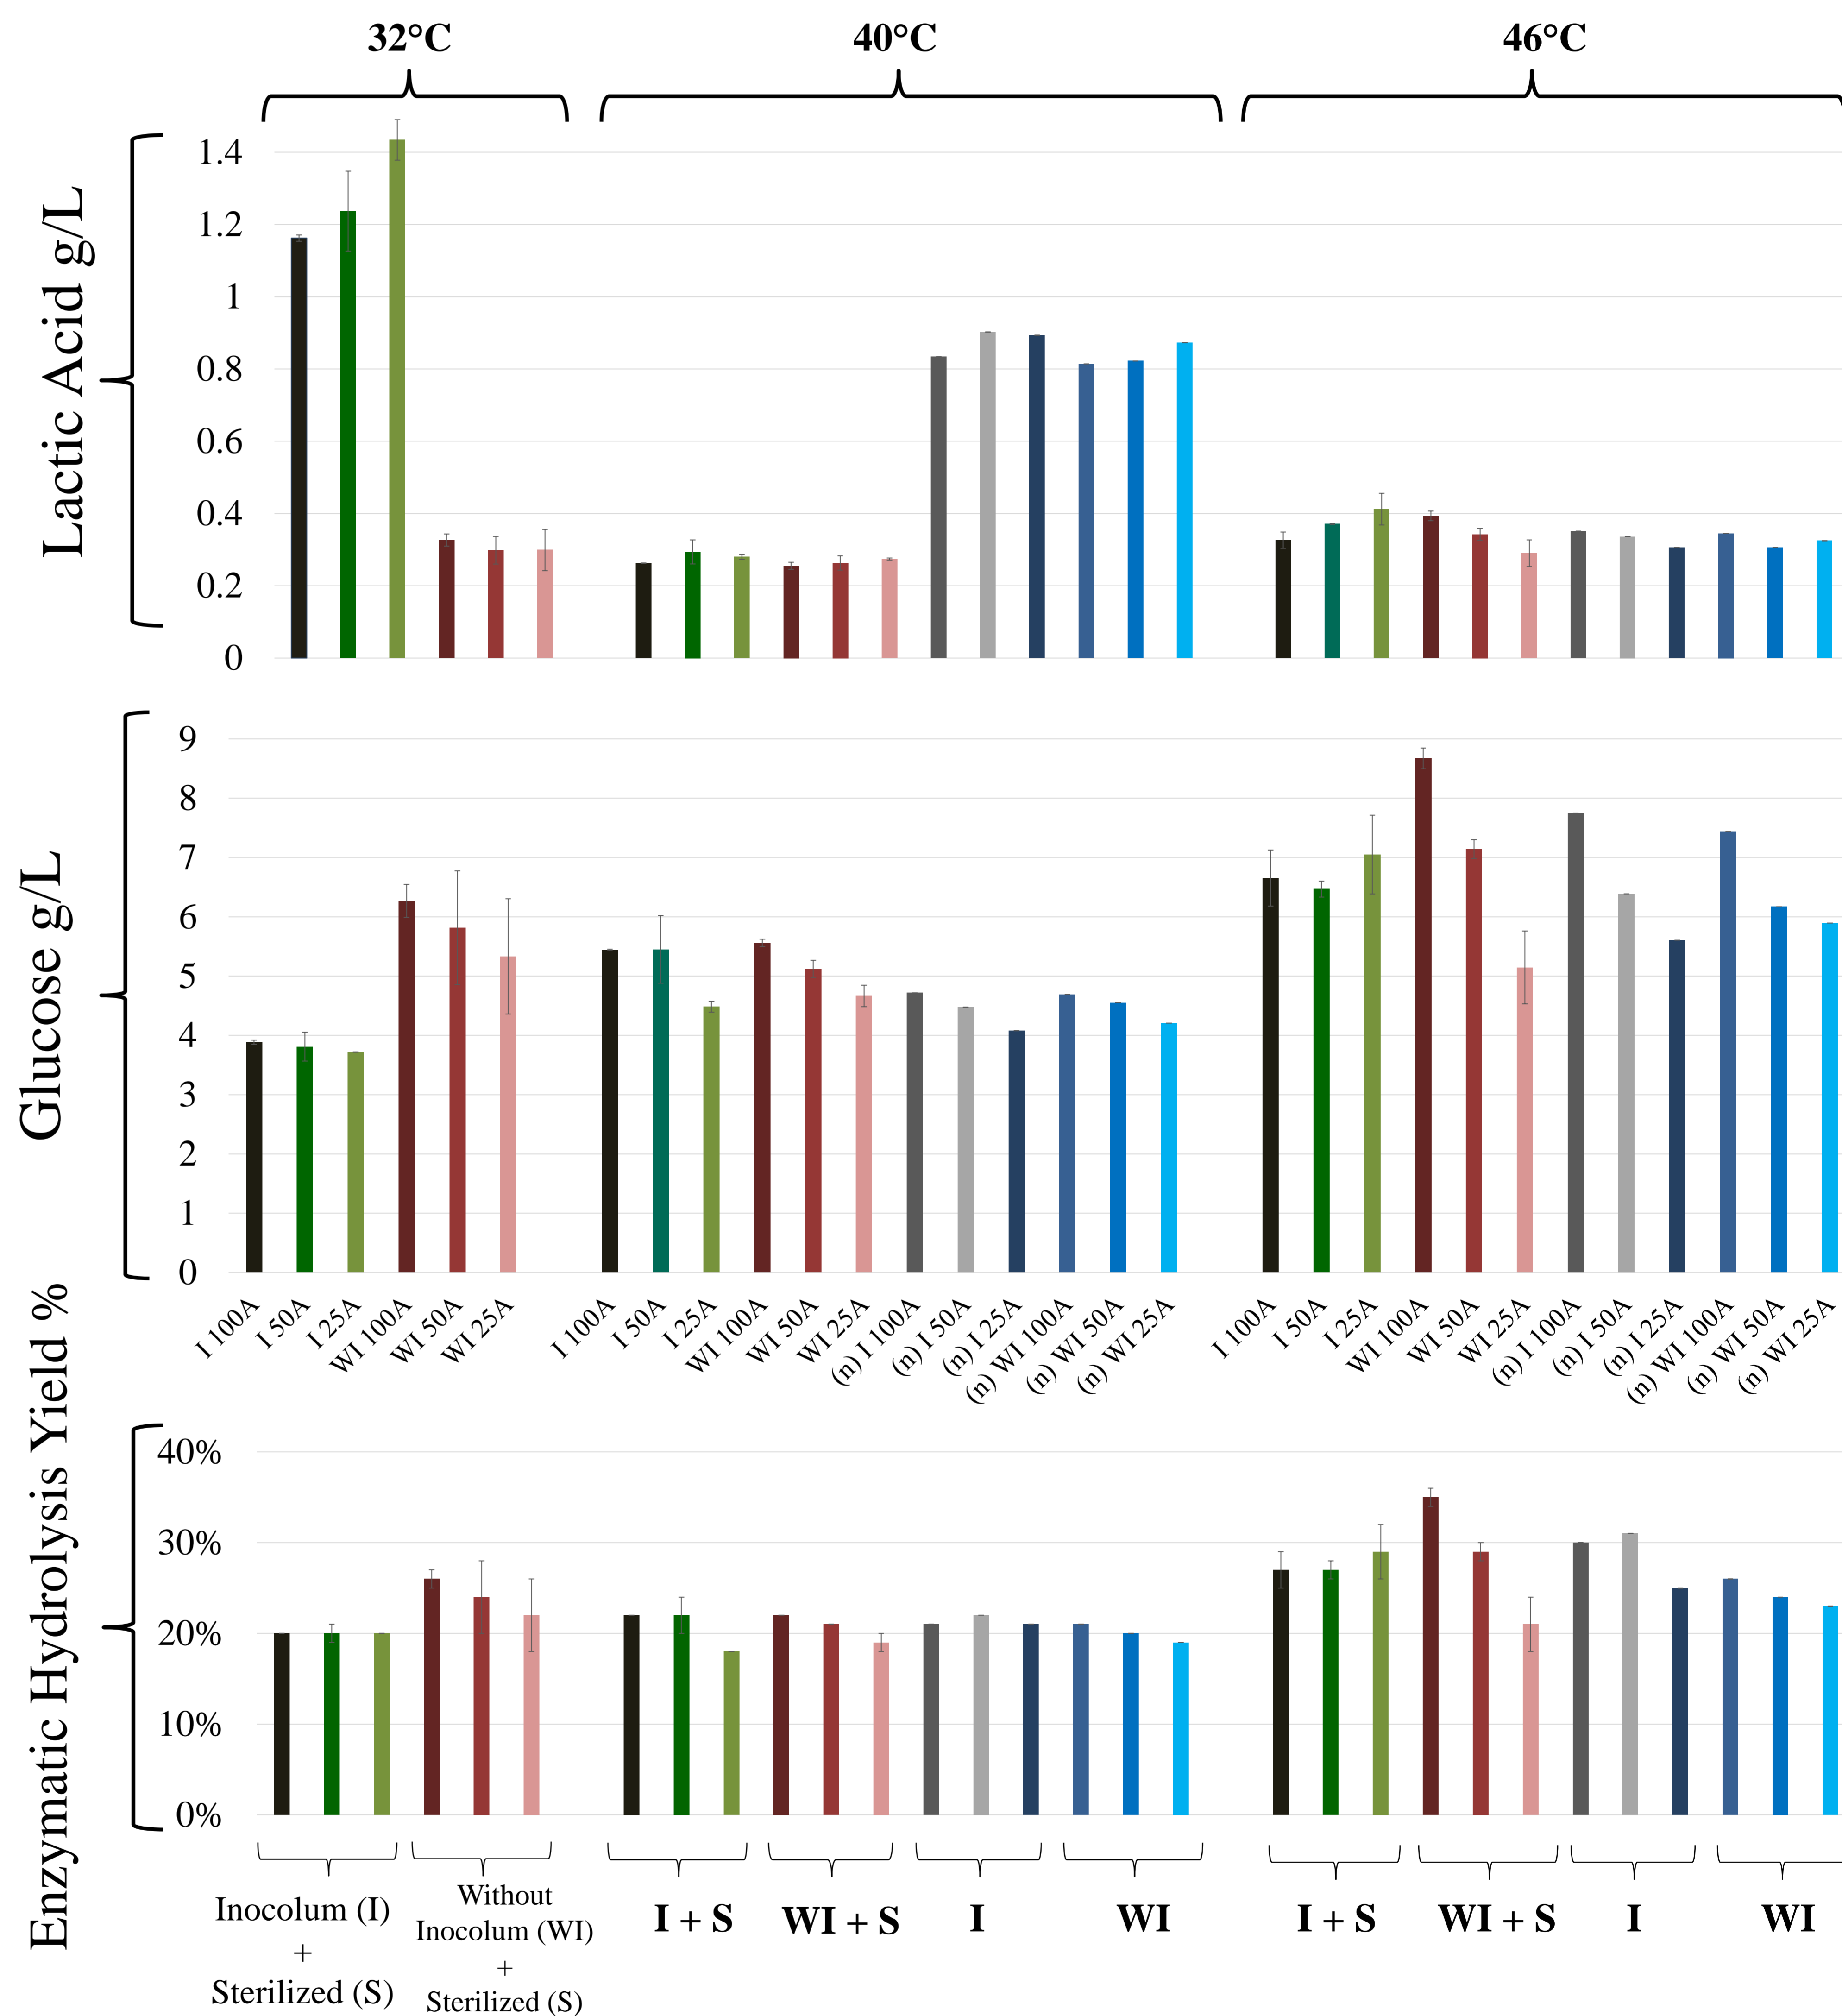 32°C
40°C
46°C
Lactic Acid g/L
1.4
1.2
1
0.8
0.6
0.4
0.2
0
Glucose g/L
9
8
7
6
5
4
3
2
1
0
I 100A
I 50A
I 25A
WI 100A
WI 50A
WI 25A
I 100A
I 50A
I 25A
WI 100A
WI 50A
WI 25A
(n) I 100A
(n) I 50A
(n) I 25A
(n) WI 100A
(n) WI 50A
(n) WI 25A
I 100A
I 50A
I 25A
WI 100A
WI 50A
WI 25A
(n) I 100A
(n) I 50A
(n) I 25A
(n) WI 100A
(n) WI 50A
(n) WI 25A
Enzymatic Hydrolysis Yield %
40%
30%
20%
10%
0%
Inocolum (I)
+
Sterilized (S)
Without
Inocolum (WI)
+
Sterilized (S)
I + S
WI + S
I
WI
I + S
WI + S
I
WI